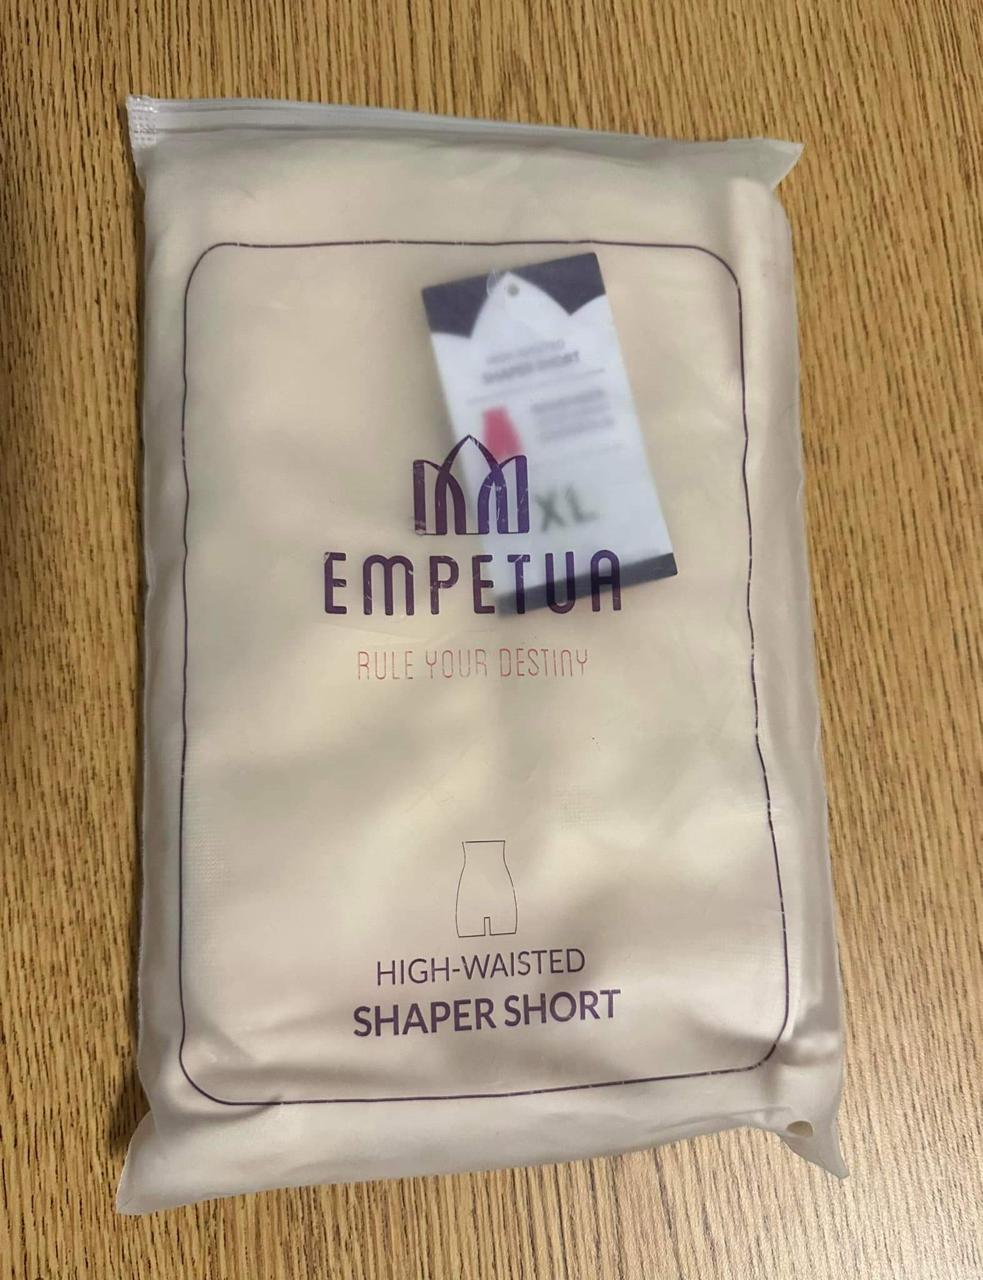 HIGH-WAISTED
SHAPER SHORT
XL
EMPETUA
RULE YOUR DESTINY
HIGH-WAISTED
SHAPER SHORT